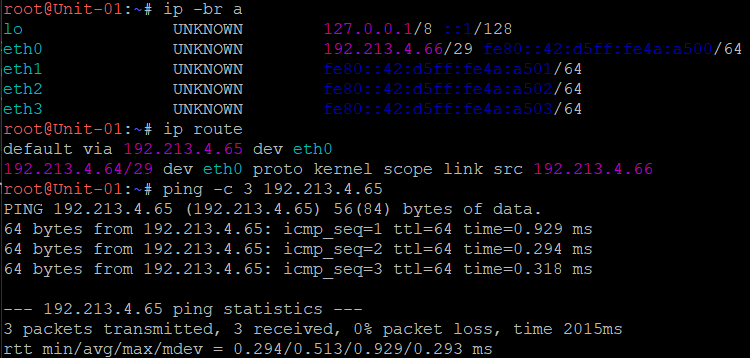 root@Unit-01:~# ip -br a
lo               UNKNOWN        127.0.0.1/8 ::1/128
eth0             UNKNOWN        192.213.4.66/29 fe80::42:d5ff:fe4a:a500/64
eth1             UNKNOWN        fe80::42:d5ff:fe4a:a501/64
eth2             UNKNOWN        fe80::42:d5ff:fe4a:a502/64
eth3             UNKNOWN        fe80::42:d5ff:fe4a:a503/64
root@Unit-01:~# ip route
default via 192.213.4.65 dev eth0
192.213.4.64/29 dev eth0 proto kernel scope link src 192.213.4.66
root@Unit-01:~# ping -c 3 192.213.4.65
PING 192.213.4.65 (192.213.4.65) 56(84) bytes of data.
64 bytes from 192.213.4.65: icmp_seq=1 ttl=64 time=0.929 ms
64 bytes from 192.213.4.65: icmp_seq=2 ttl=64 time=0.294 ms
64 bytes from 192.213.4.65: icmp_seq=3 ttl=64 time=0.318 ms

--- 192.213.4.65 ping statistics ---
3 packets transmitted, 3 received, 0% packet loss, time 2015ms
rtt min/avg/max/mdev = 0.294/0.513/0.929/0.293 ms